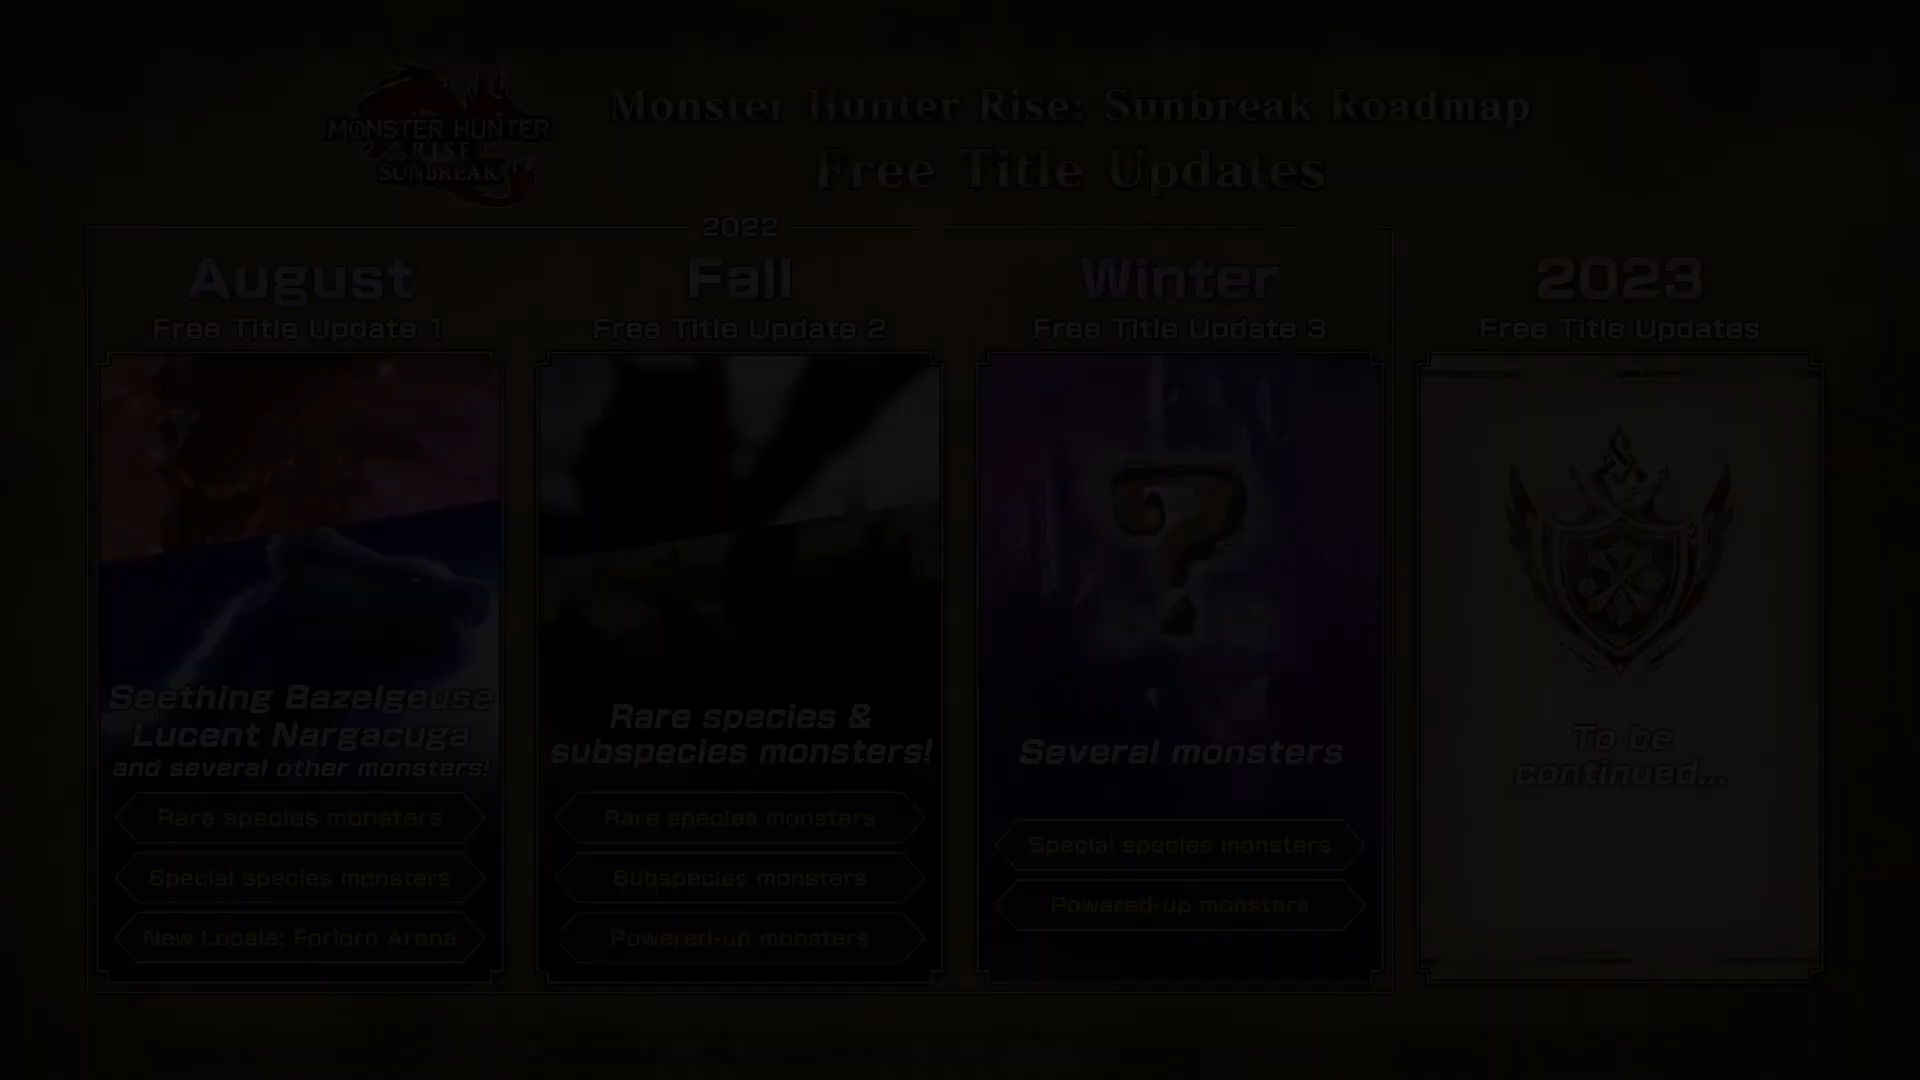 MONSTER HUNTER
RISE
SUNBREAK
Monster Hunter Rise: Sunbreak Roadmap
Free Title Updates
2022
August
Free Title Update 1
Seething Bazelgeuse
Lucent Nargacuga
and several other monsters!
Rare species monsters
Special species monsters
New Locale: Forlorn Arena
Fall
Free Title Update 2
Rare species &
subspecies monsters!
Rare species monsters
Subspecies monsters
Powered-up monsters
Winter
Free Title Update 3
?
Several monsters
Special species monsters
Powered-up monsters
2023
Free Title Updates
To be
continued...